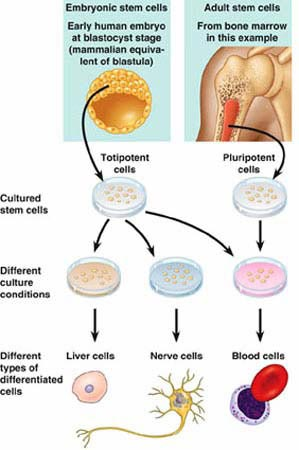 Embryonic stem cells
Early human embryo
at blastocyst stage
(mammalian equiva-
lent of blastula)
Adult stem cells
From bone marrow
in this example
Totipotent
cells
Pluripotent
cells
Cultured
stem cells
Different
culture
conditions
Different
types of
differentiated
cells
Liver cells
Nerve cells
Blood cells